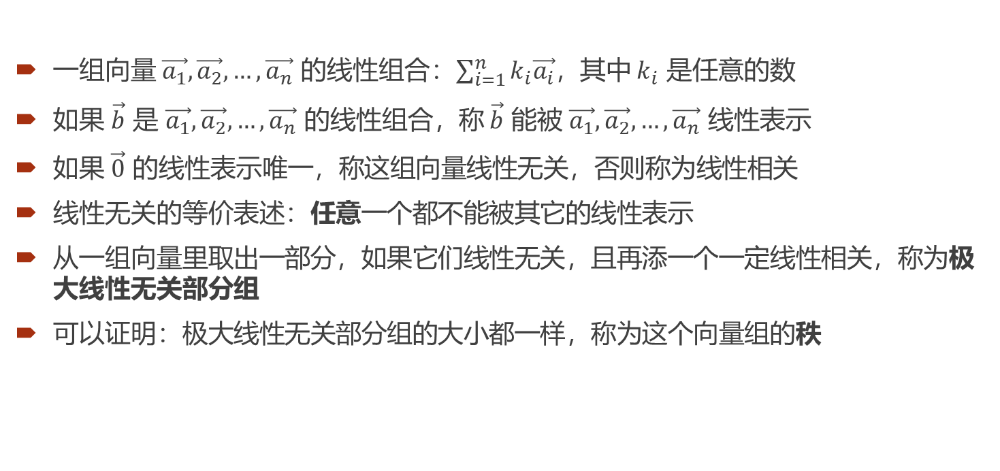 一组向量 $\overrightarrow{a_1},\overrightarrow{a_2},…,\overrightarrow{a_n}$ 的线性组合：$\sum_{i=1}^{n} k_i\overrightarrow{a_i}$，其中 $k_i$ 是任意的数
如果 $\vec{b}$ 是 $\overrightarrow{a_1},\overrightarrow{a_2},…,\overrightarrow{a_n}$ 的线性组合，称 $\vec{b}$ 能被 $\overrightarrow{a_1},\overrightarrow{a_2},…,\overrightarrow{a_n}$ 线性表示
如果 $\vec{0}$ 的线性表示唯一，称这组向量线性无关，否则称为线性相关
线性无关的等价表述：任意一个都不能被其它的线性表示
从一组向量里取出一部分，如果它们线性无关，且再添一个一定线性相关，称为极
大线性无关部分组
可以证明：极大线性无关部分组的大小都一样，称为这个向量组的秩